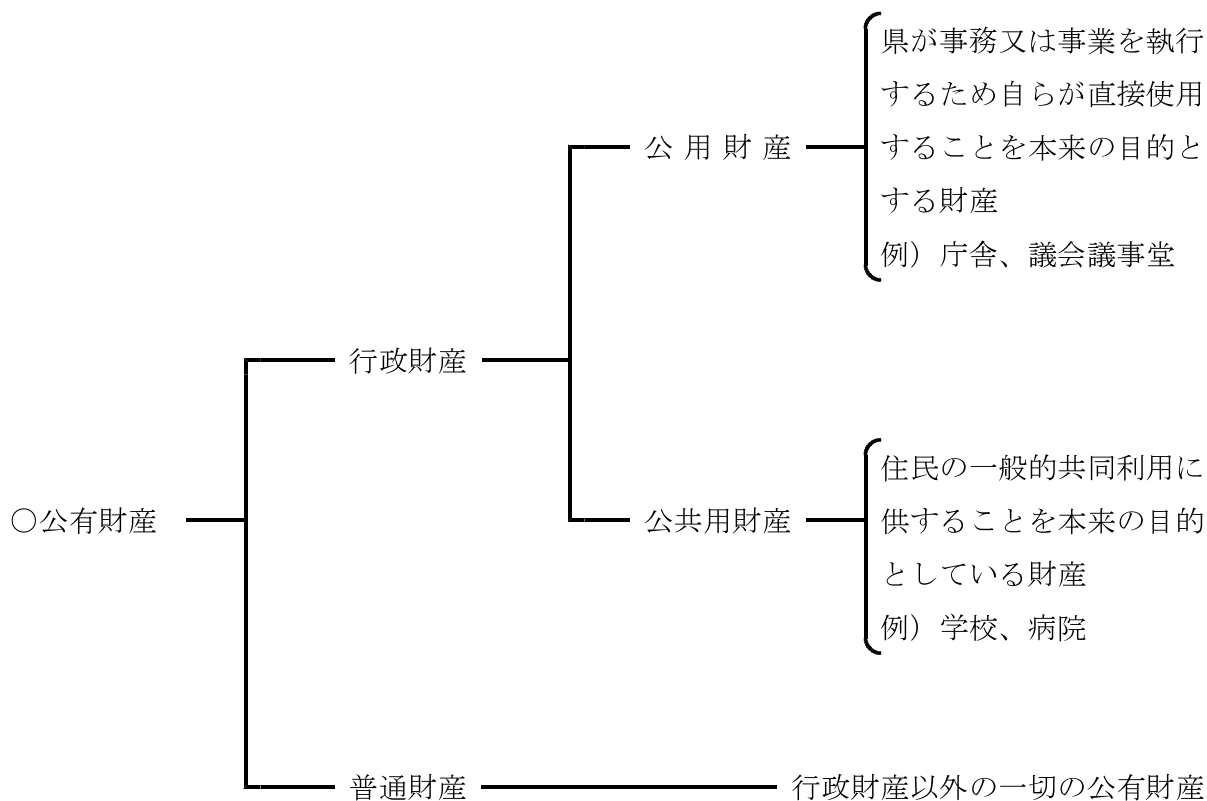 県が事務又は事業を執行
するため自らが直接使用
公用財産
することを本来の目的と
する財産
例）庁舎、議会議事堂
行政財産
住民の一般的共同利用に
〇公有財産
公共用財産
供することを本来の目的
としている財産
例）学校、病院
普通財産
行政財産以外の一切の公有財産